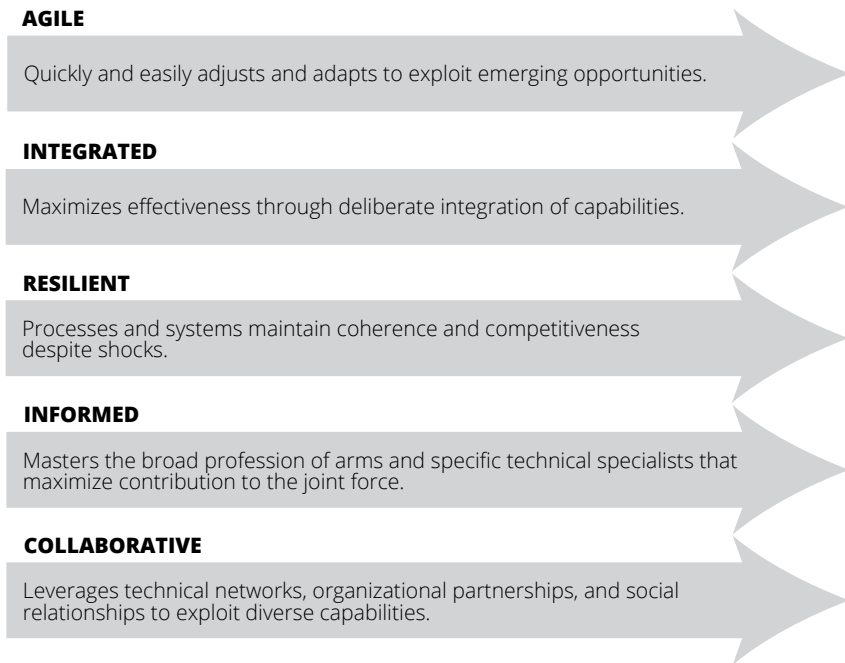 AGILE
Quickly and easily adjusts and adapts to exploit emerging opportunities.
INTEGRATED
Maximizes effectiveness through deliberate integration of capabilities.
RESILIENT
Processes and systems maintain coherence and competitiveness
despite shocks.
INFORMED
Masters the broad profession of arms and specific technical specialists that
maximize contribution to the joint force.
COLLABORATIVE
Leverages technical networks, organizational partnerships, and social
relationships to exploit diverse capabilities.